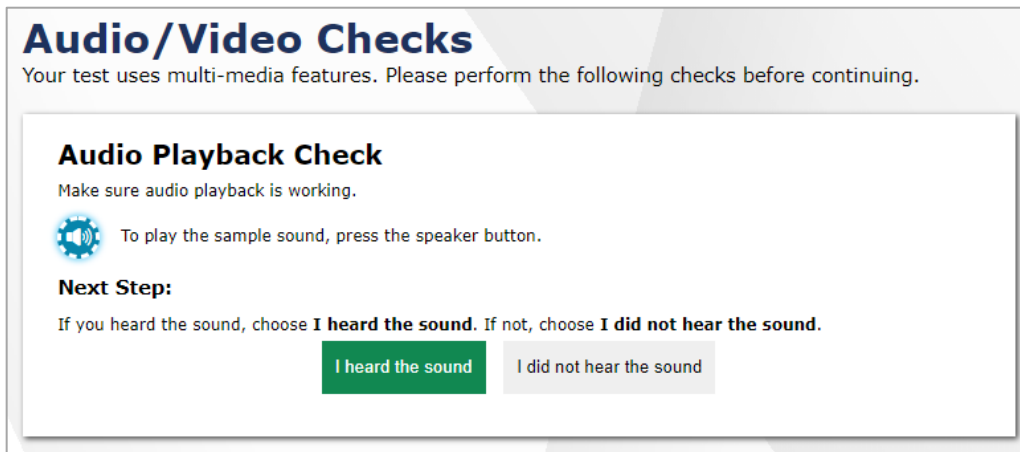 Audio/Video Checks
Your test uses multi-media features. Please perform the following checks before continuing.
Audio Playback Check
Make sure audio playback is working.
To play the sample sound, press the speaker button.
Next Step:
If you heard the sound, choose I heard the sound. If not, choose I did not hear the sound.
I heard the sound I did not hear the sound